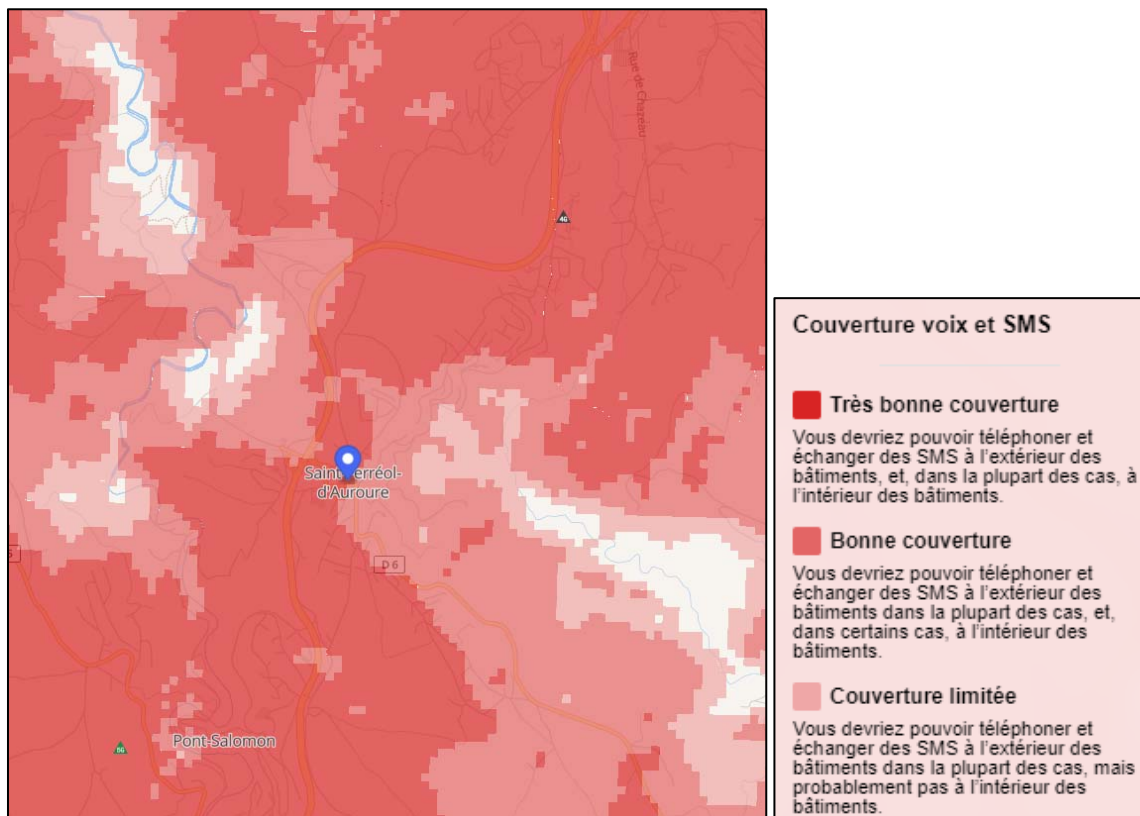 Rue de Chazeau
4G
Saint-Ferréol-
d'Auroure
D 6
5G
Pont-Salomon
Couverture voix et SMS
Très bonne couverture
Vous devriez pouvoir téléphoner et
échanger des SMS à l'extérieur des
bâtiments, et, dans la plupart des cas, à
l'intérieur des bâtiments.
Bonne couverture
Vous devriez pouvoir téléphoner et
échanger des SMS à l'extérieur des
bâtiments dans la plupart des cas, et,
dans certains cas, à l'intérieur des
bâtiments.
Couverture limitée
Vous devriez pouvoir téléphoner et
échanger des SMS à l'extérieur des
bâtiments dans la plupart des cas, mais
probablement pas à l'intérieur des
bâtiments.